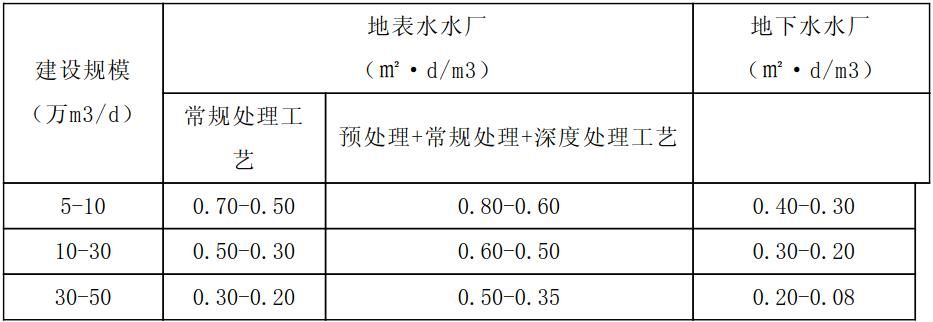 建设规模
（万m3/d）
地表水水厂
（㎡·d/m3）
地下水水厂
（㎡·d/m3）
常规处理工
艺
预处理+常规处理+深度处理工艺
5-10 0.70-0.50 0.80-0.60 0.40-0.30
10-30 0.50-0.30 0.60-0.50 0.30-0.20
30-50 0.30-0.20 0.50-0.35 0.20-0.08